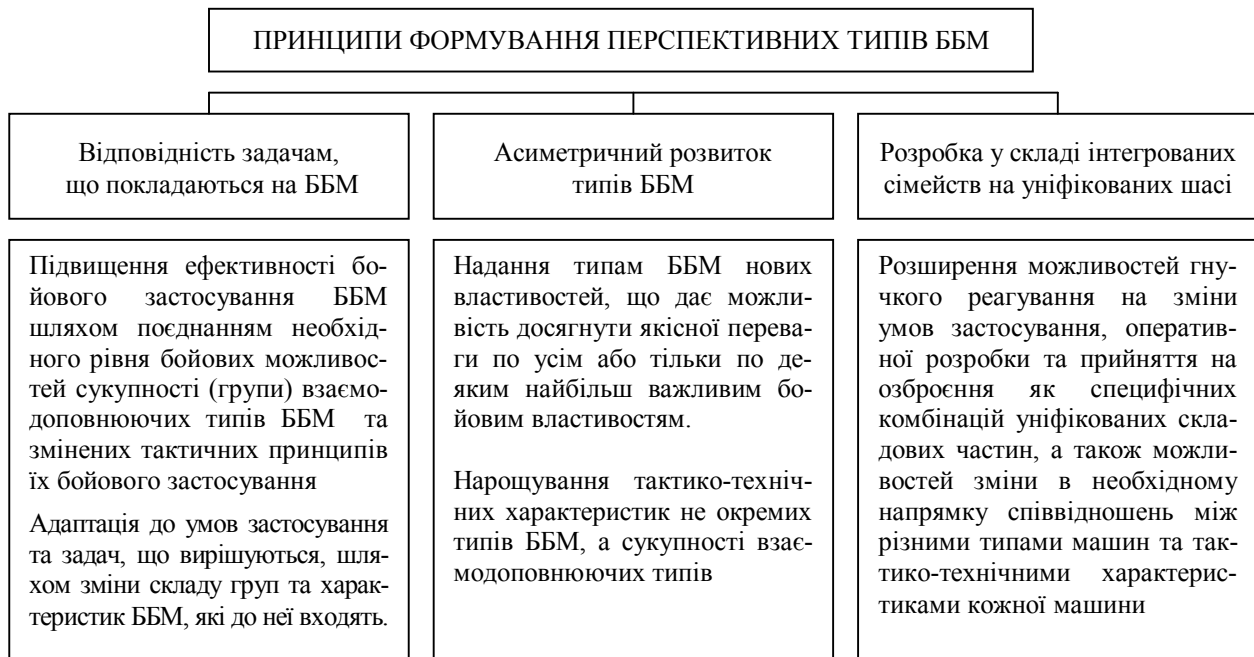 ПРИНЦИПИ ФОРМУВАННЯ ПЕРСПЕКТИВНИХ ТИПІВ ББМ
Відповідність задачам,
що покладаються на ББМ
Підвищення ефективності бо-
йового застосування ББМ
шляхом поєднанням необхід-
ного рівня бойових можливос-
тей сукупності (групи) взаємо-
доповнюючих типів ББМ та
змінених тактичних принципів
їх бойового застосування
Адаптація до умов застосування
та задач, що вирішуються, шля-
хом зміни складу груп та харак-
теристик ББМ, які до неї входять.
Асиметричний розвиток
типів ББМ
Надання типам ББМ нових
властивостей, що дає можли-
вість досягнути якісної перева-
ги по усім або тільки по де-
яким найбільш важливим бо-
йовим властивостям.
Нарощування тактико-техніч-
них характеристик не окремих
типів ББМ, а сукупності взає-
модоповнюючих типів
Розробка у складі інтегрованих
сімейств на уніфікованих шасі
Розширення можливостей гну-
чкого реагування на зміни
умов застосування, оператив-
ної розробки та прийняття на
озброєння як специфічних
комбінацій уніфікованих скла-
дових частин, а також можли-
востей зміни в необхідному
напрямку співвідношень між
різними типами машин та так-
тико-технічними характерис-
тиками кожної машини